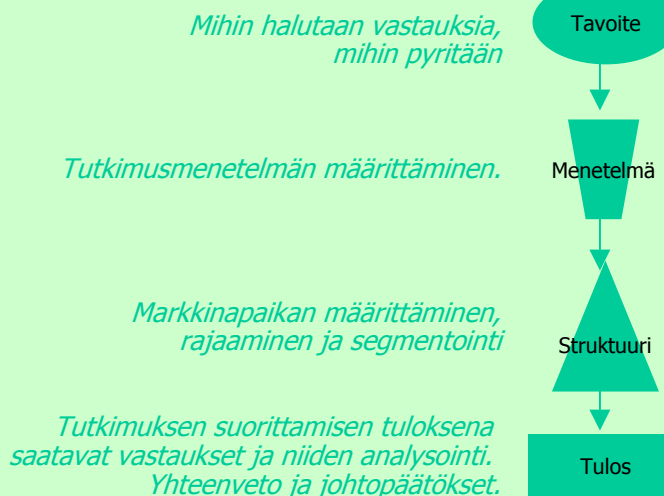 Mihin halutaan vastauksia,
mihin pyritään
Tavoite
Tutkimusmenetelmän määrittäminen.
Menetelmä
Markkinapaikan määrittäminen,
rajaaminen ja segmentointi
Struktuuri
Tutkimuksen suorittamisen tuloksena
saatavat vastaukset ja niiden analysointi.
Yhteenveto ja johtopäätökset.
Tulos